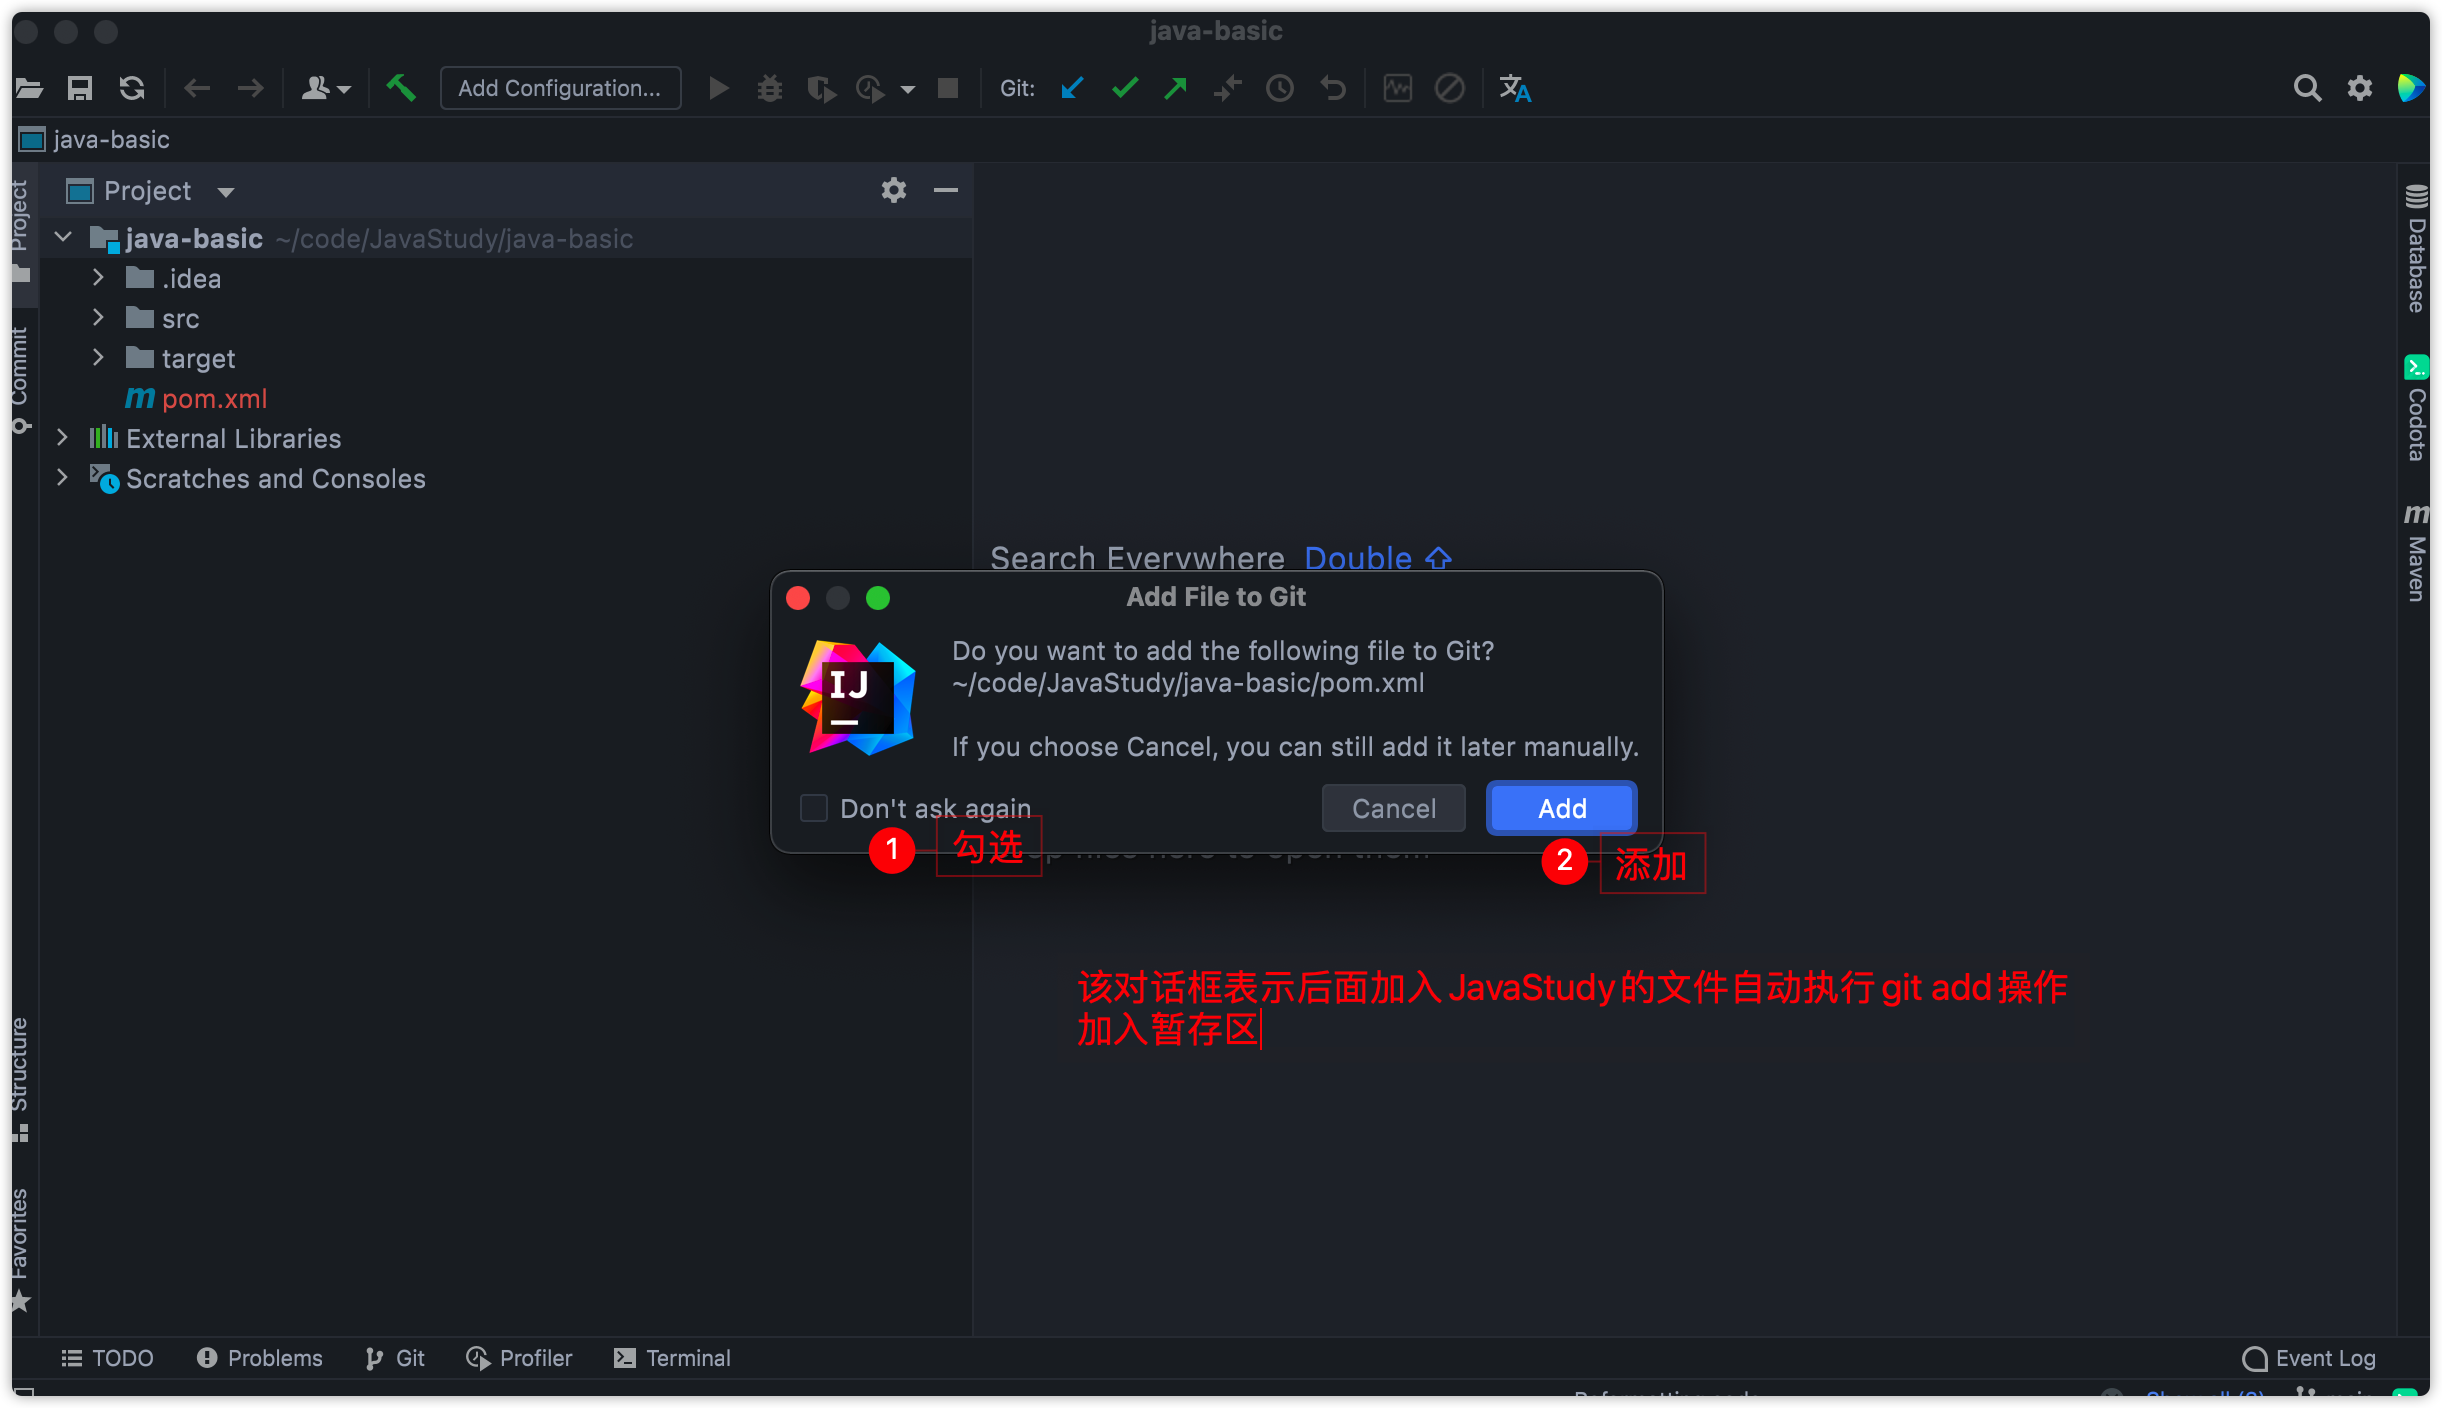 java-basic
Add Configuration...
Git:
java-basic
Project
Project
java-basic ~/code/JavaStudy/java-basic
.idea
src
target
m pom.xml
External Libraries
Scratches and Consoles
Commit
Structure
Favorites
Database
Codota
m
Maven
Search Everywhere Double
Add File to Git
IJ
Do you want to add the following file to Git?
~/code/JavaStudy/java-basic/pom.xml
If you choose Cancel, you can still add it later manually.
Don't ask again
Cancel
Add
1 勾选
2 添加
该对话框表示后面加入JavaStudy的文件自动执行git add操作
加入暂存区
TODO
Problems
Git
Profiler
Terminal
Event Log